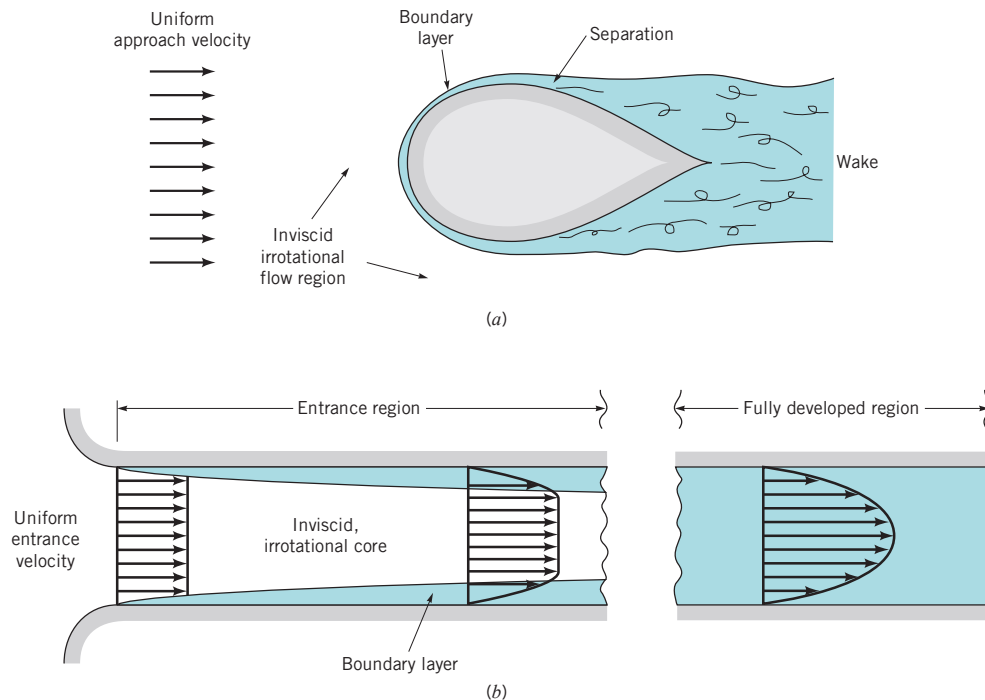 Uniform
approach velocity
Boundary
layer
Separation
Wake
Inviscid
irrotational
flow region
(a)
Entrance region
Fully developed region
Uniform
entrance
velocity
Inviscid,
irrotational core
Boundary layer
(b)